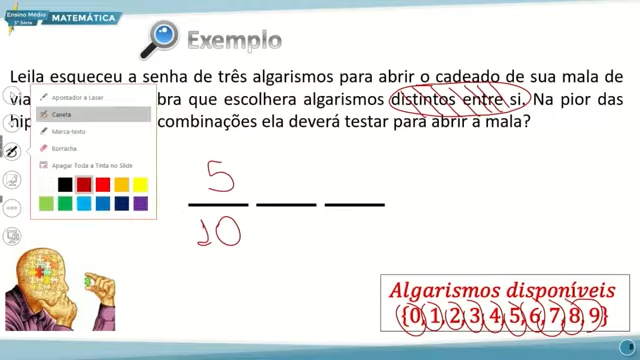 Ensino Médio
3ª Série
MATEMÁTICA
Exemplo
Leila esqueceu a senha de três algarismos para abrir o cadeado de sua mala de
via bra que escolhera algarismos distintos entre si. Na pior das
hip combinações ela deverá testar para abrir a mala?
Apontador a Laser
Caneta
Marca-texto
Borracha
Apagar Toda a Tinta no Slide
5
10
Algarismos disponíveis
{0, 1, 2, 3, 4, 5, 6, 7, 8, 9}